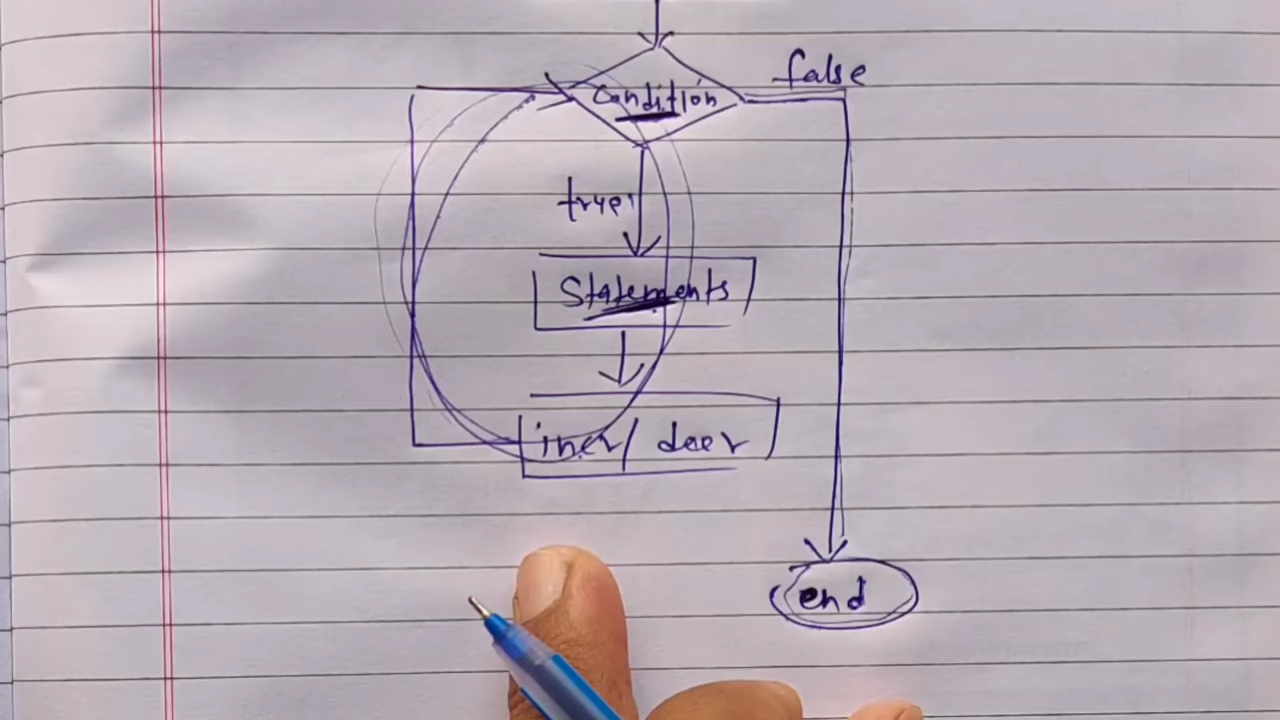 false
condition
true
Statements
incr/ decr
end